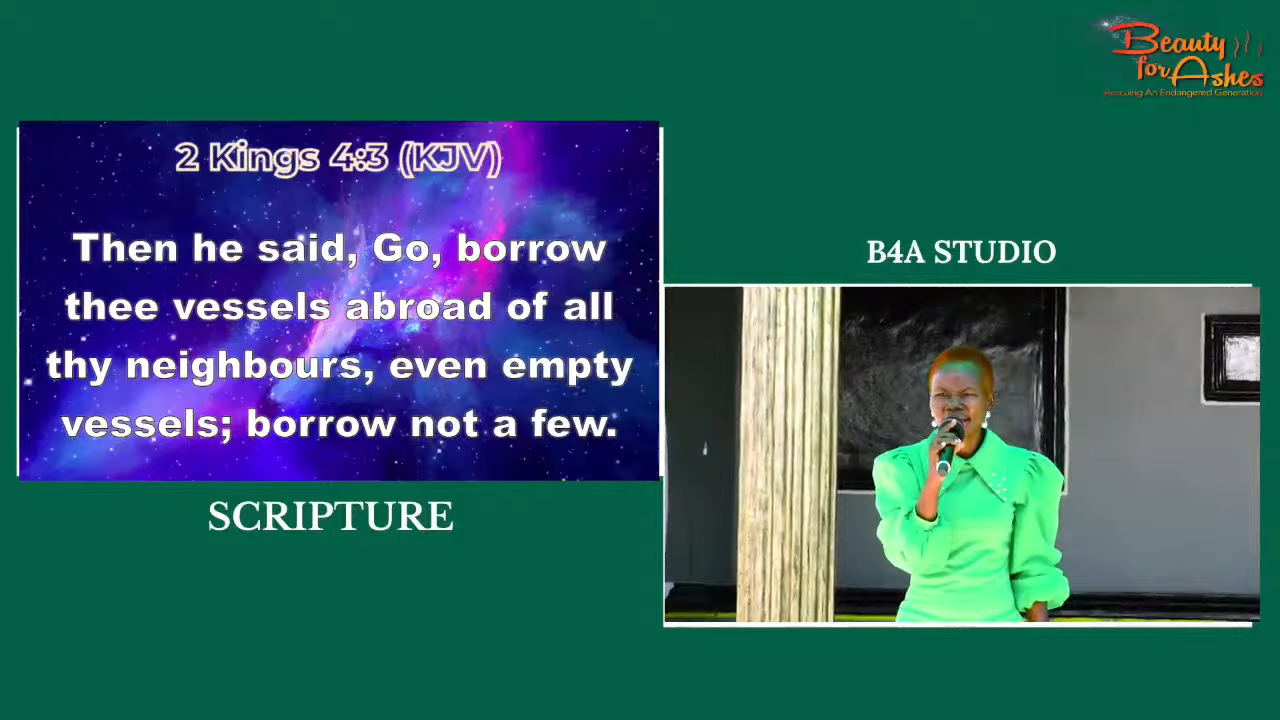 Beauty
for Ashes
Rescuing An Endangered Generation
2 Kings 4:3 (KJV)
Then he said, Go, borrow
thee vessels abroad of all
thy neighbours, even empty
vessels; borrow not a few.
SCRIPTURE
B4A STUDIO